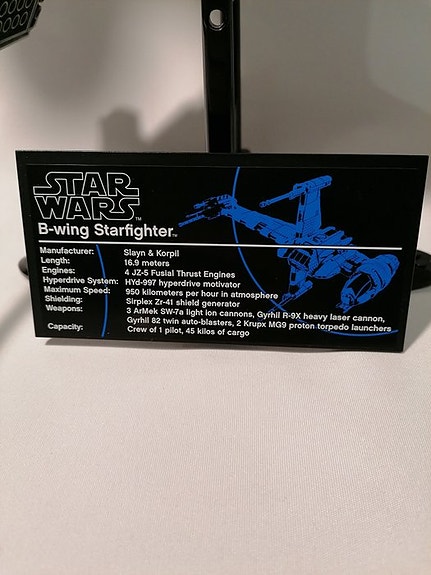 STAR
WARS™
B-wing Starfighter™
Manufacturer: Slayn & Korpil
Length: 16.9 meters
Engines: 4 JZ-5 Fusial Thrust Engines
Hyperdrive System: HYd-997 hyperdrive motivator
Maximum Speed: 950 kilometers per hour in atmosphere
Shielding: Sirplex Zr-41 shield generator
Weapons: 3 ArMek SW-7a light ion cannons, Gyrhil R-9X heavy laser cannon,
Gyrhil 82 twin auto-blasters, 2 Krupx MG9 proton torpedo launchers
Capacity: Crew of 1 pilot, 45 kilos of cargo